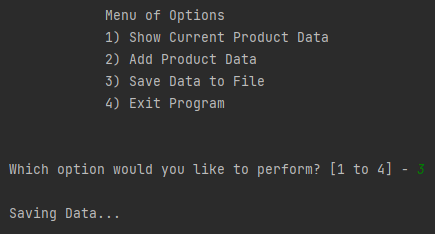 Menu of Options
1) Show Current Product Data
2) Add Product Data
3) Save Data to File
4) Exit Program
Which option would you like to perform? [1 to 4] - 3
Saving Data...